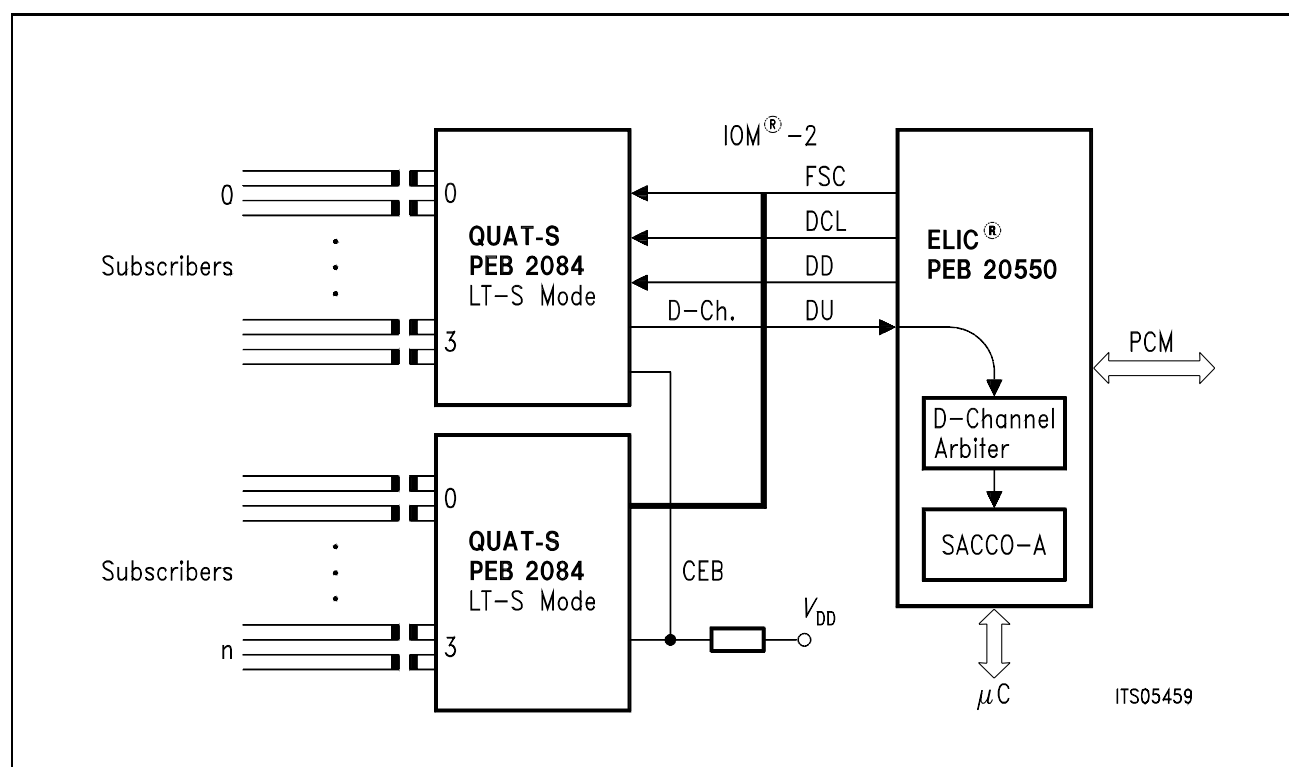 IOM® -2
FSC
DCL
DD
D-Ch. DU
0
Subscribers
0
3
QUAT-S
PEB 2084
LT-S Mode
ELIC®
PEB 20550
D-Channel
Arbiter
SACCO-A
PCM
Subscribers
n
0
3
QUAT-S
PEB 2084
LT-S Mode
CEB
VDD
μC
ITS05459